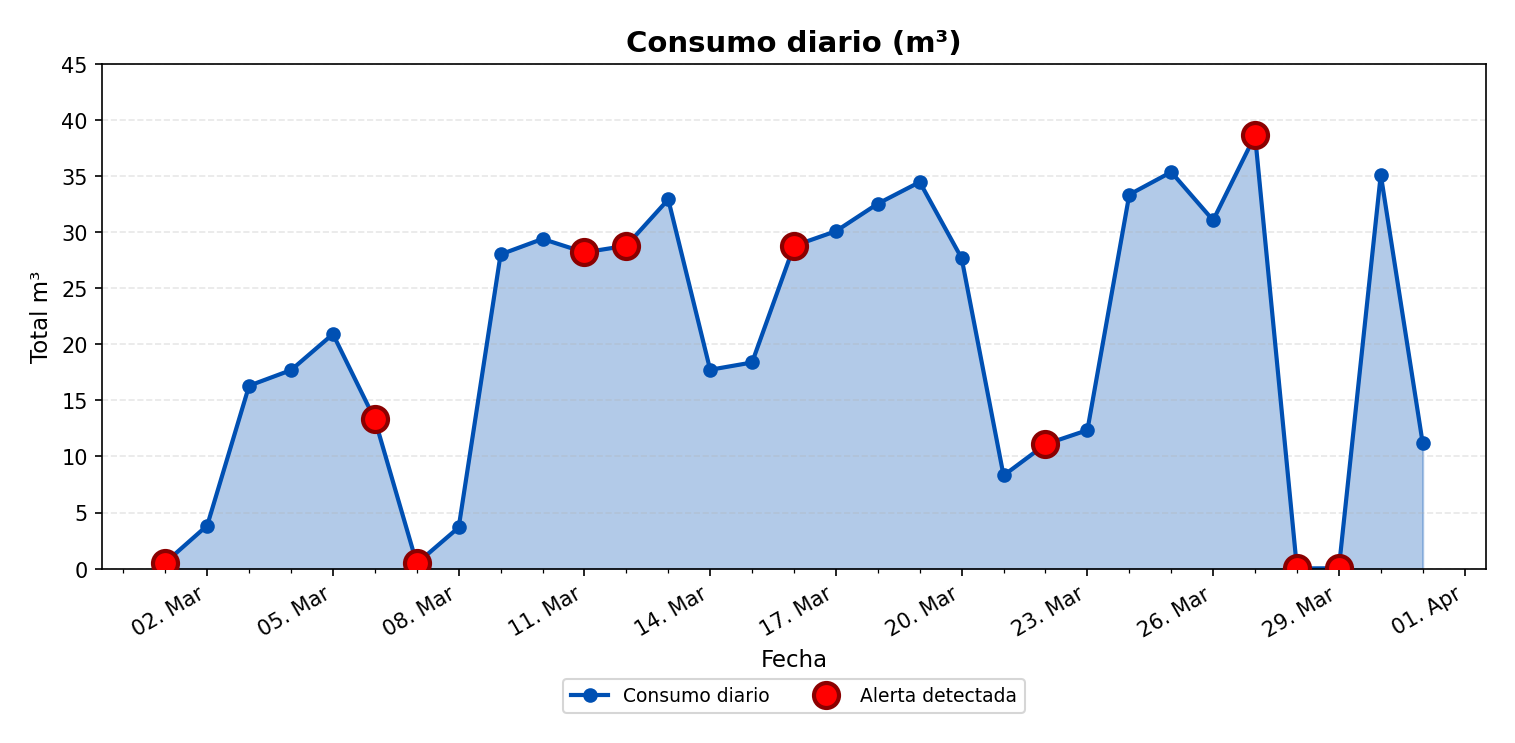 Consumo diario (m³)
Total m³
45
40
35
30
25
20
15
10
5
0
02. Mar
05. Mar
08. Mar
11. Mar
14. Mar
17. Mar
20. Mar
23. Mar
26. Mar
29. Mar
01. Apr
Fecha
Consumo diario
Alerta detectada